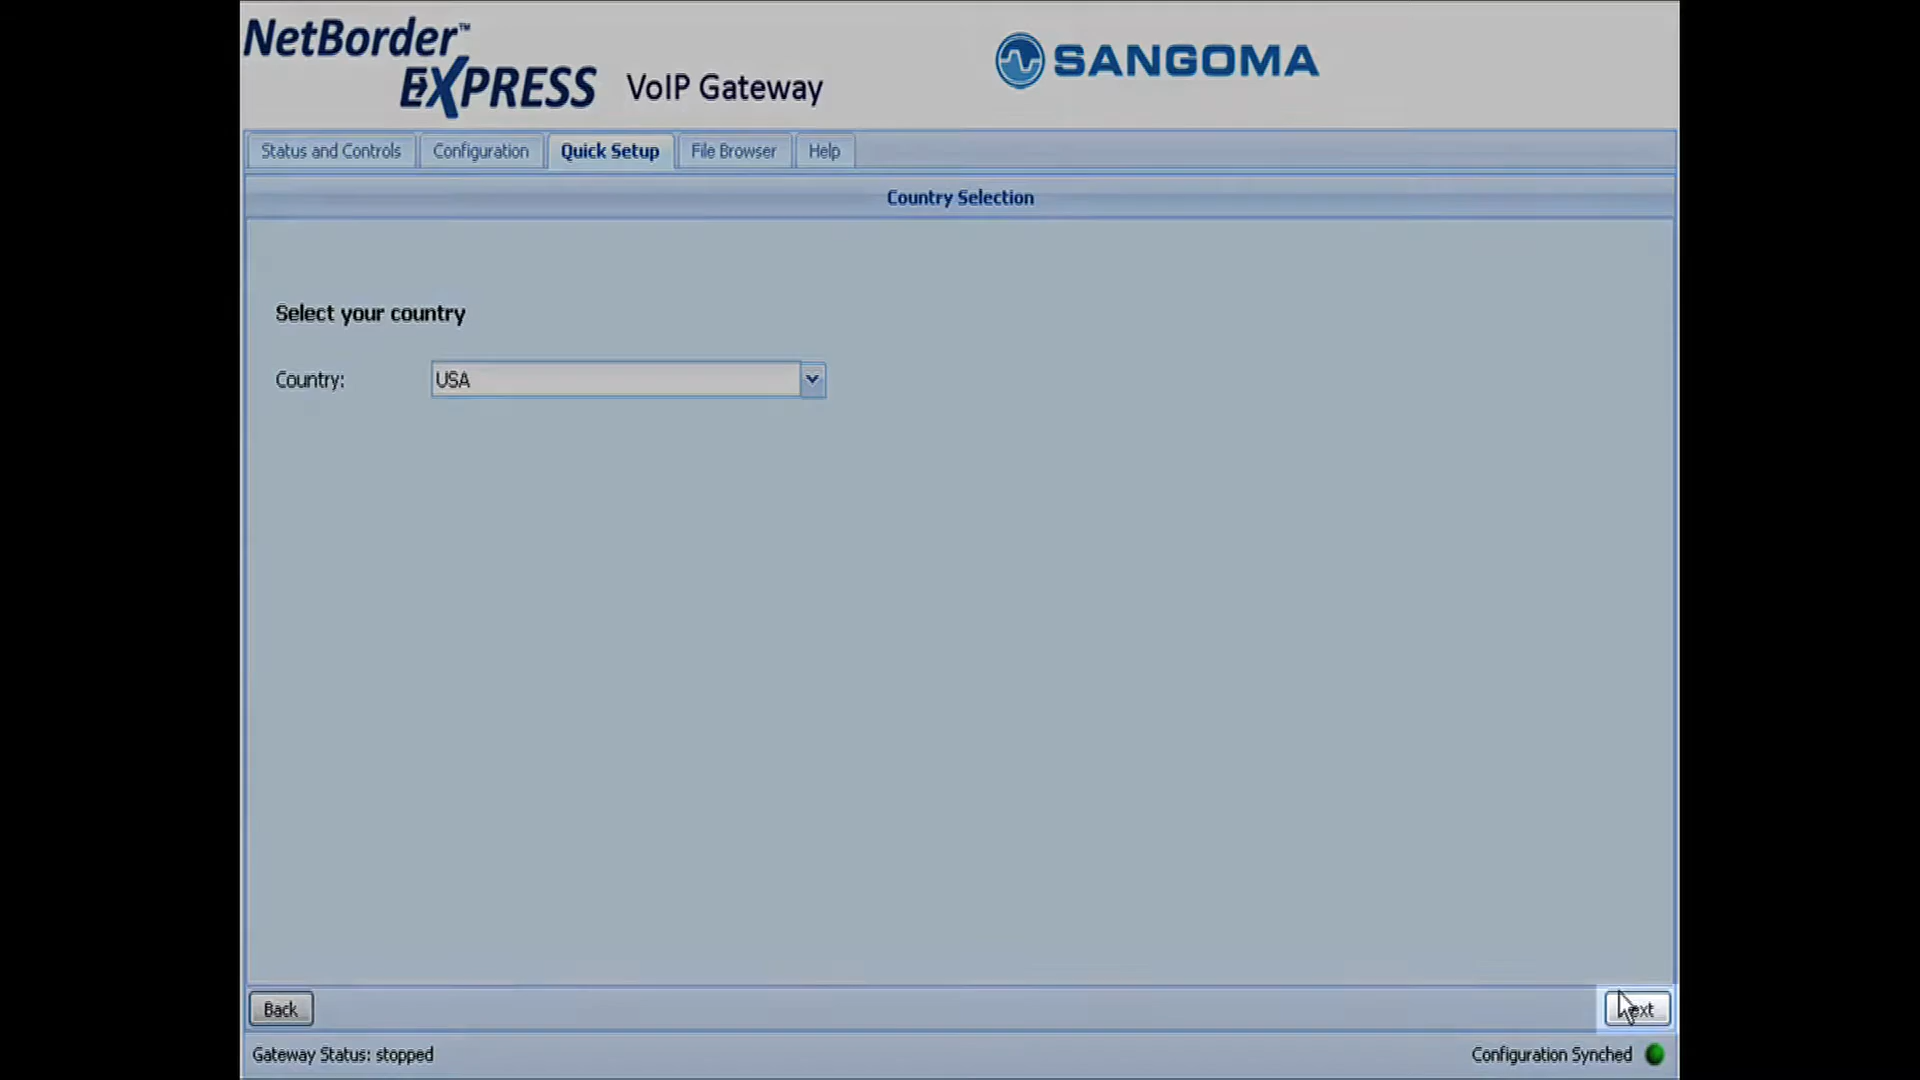 NetBorder™
EXPRESS VoIP Gateway
SANGOMA
Status and Controls Configuration Quick Setup File Browser Help
Country Selection
Select your country
Country: USA
Back Next
Gateway Status: stopped Configuration Synched